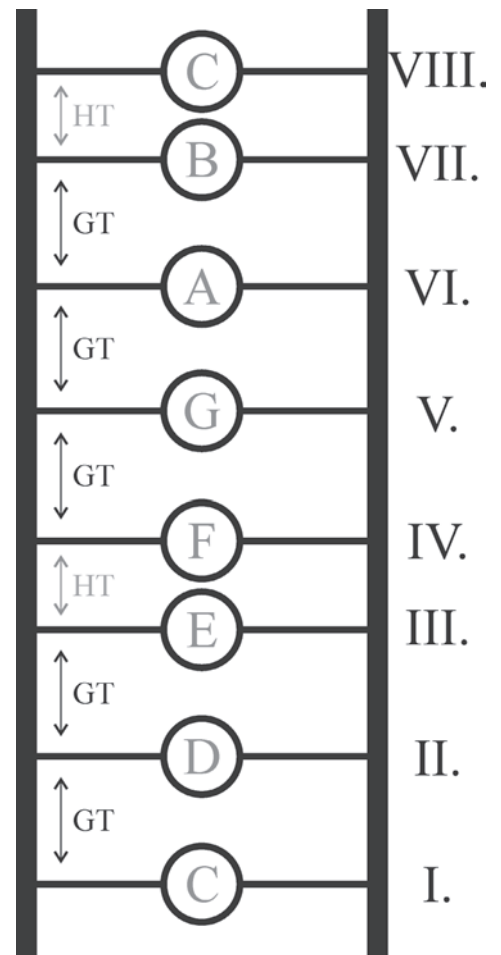 C VIII.
HT
B VII.
GT
A VI.
GT
G V.
GT
F IV.
HT
E III.
GT
D II.
GT
C I.